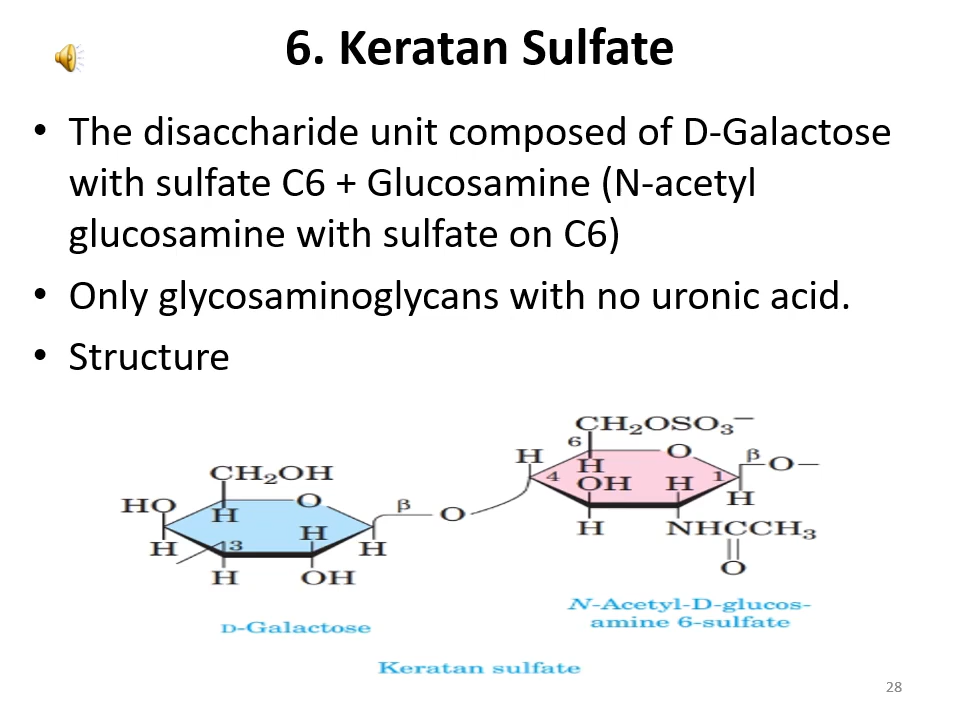 6. Keratan Sulfate
• The disaccharide unit composed of D-Galactose
with sulfate C6 + Glucosamine (N-acetyl
glucosamine with sulfate on C6)
• Only glycosaminoglycans with no uronic acid.
• Structure
CH₂OSO₃⁻
6
H
O
β
O
CH₂OH
H
4
OH
H
1
HO
O
β
O
H
H
H
H
NHCCH₃
H
3
H
O
H
OH
N-Acetyl-D-glucos-
amine 6-sulfate
D-Galactose
Keratan sulfate
28